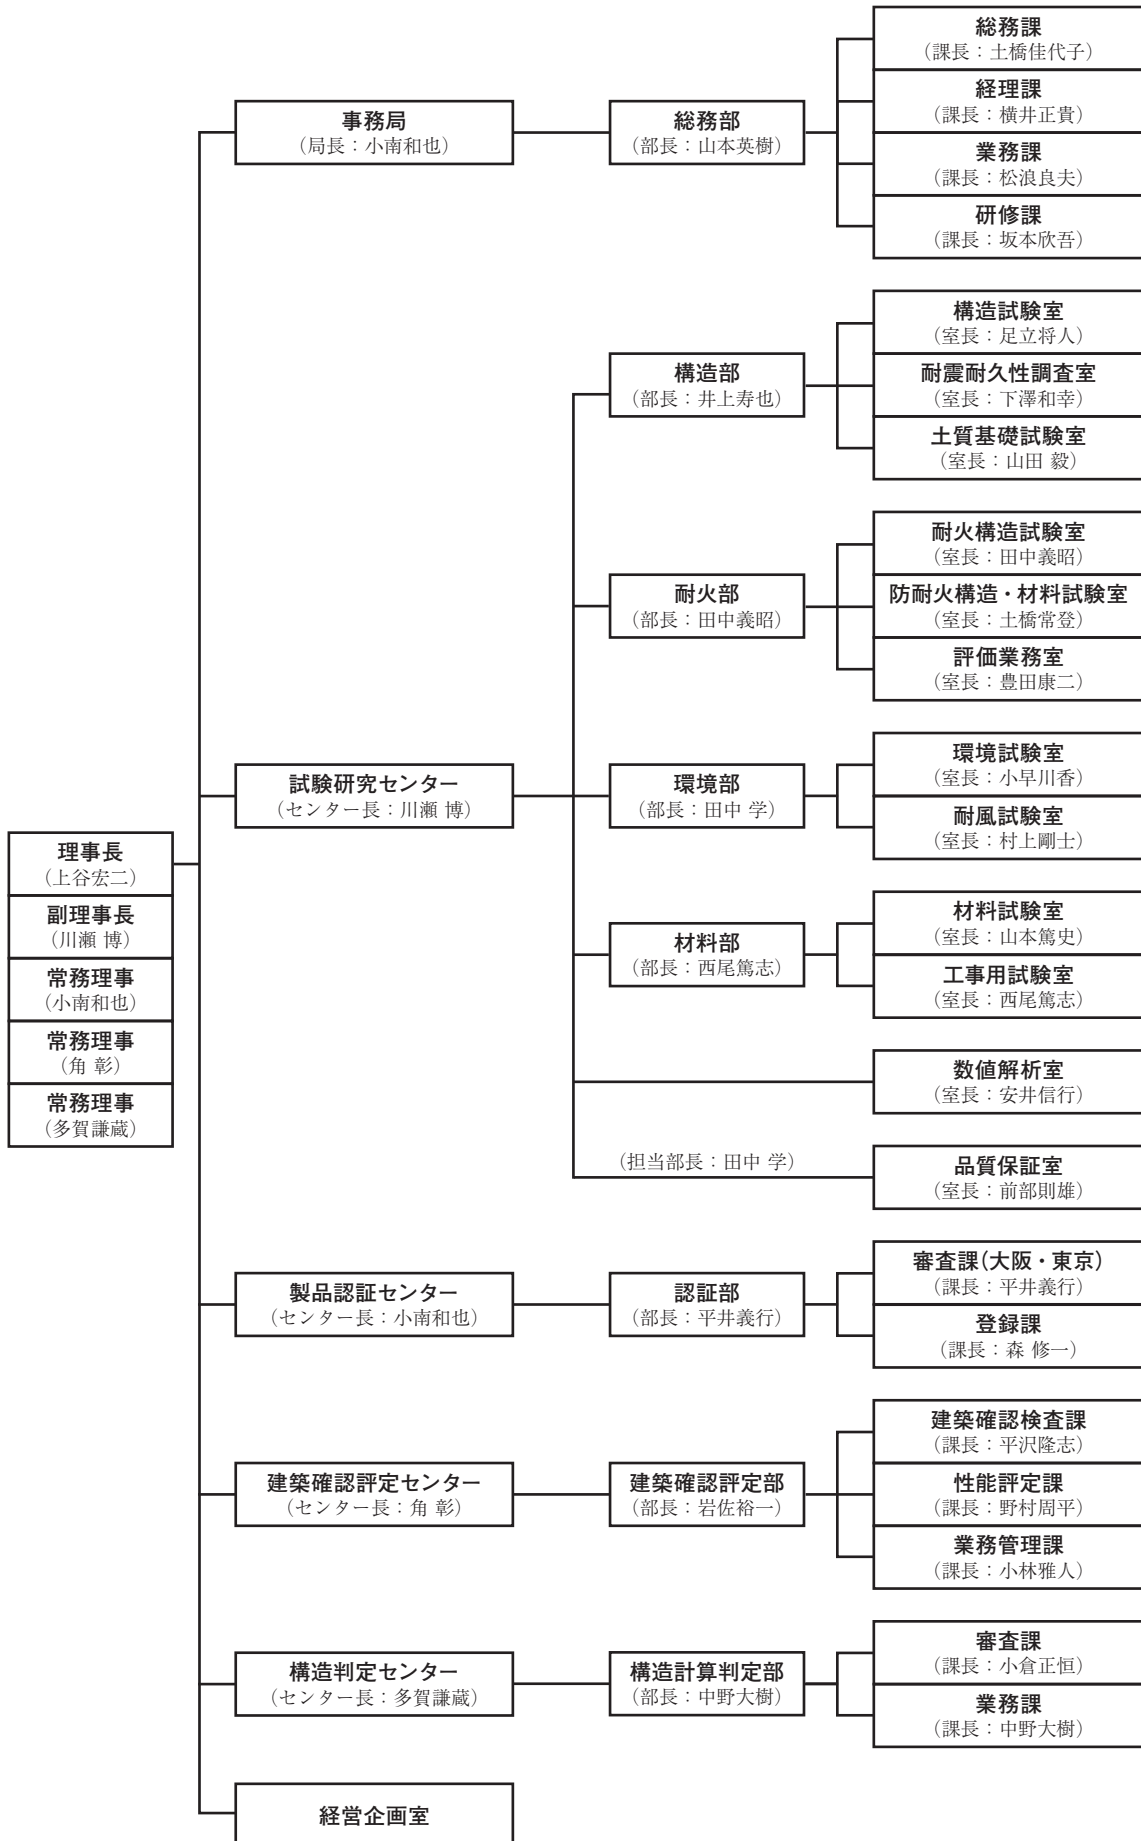 理事長
（上谷宏二）
副理事長
（川瀬 博）
常務理事
（小南和也）
常務理事
（角 彰）
常務理事
（多賀謙蔵）
事務局
（局長：小南和也）
総務部
（部長：山本英樹）
総務課
（課長：土橋佳代子）
経理課
（課長：横井正貴）
業務課
（課長：松浪良夫）
研修課
（課長：坂本欣吾）
試験研究センター
（センター長：川瀬 博）
構造部
（部長：井上寿也）
構造試験室
（室長：足立将人）
耐震耐久性調査室
（室長：下澤和幸）
土質基礎試験室
（室長：山田 毅）
耐火部
（部長：田中義昭）
耐火構造試験室
（室長：田中義昭）
防耐火構造・材料試験室
（室長：土橋常登）
評価業務室
（室長：豊田康二）
環境部
（部長：田中 学）
環境試験室
（室長：小早川香）
耐風試験室
（室長：村上剛士）
材料部
（部長：西尾篤志）
材料試験室
（室長：山本篤史）
工事用試験室
（室長：西尾篤志）
数値解析室
（室長：安井信行）
（担当部長：田中 学）
品質保証室
（室長：前部則雄）
製品認証センター
（センター長：小南和也）
認証部
（部長：平井義行）
審査課（大阪・東京）
（課長：平井義行）
登録課
（課長：森 修一）
建築確認評定センター
（センター長：角 彰）
建築確認評定部
（部長：岩佐裕一）
建築確認検査課
（課長：平沢隆志）
性能評定課
（課長：野村周平）
業務管理課
（課長：小林雅人）
構造判定センター
（センター長：多賀謙蔵）
構造計算判定部
（部長：中野大樹）
審査課
（課長：小倉正恒）
業務課
（課長：中野大樹）
経営企画室